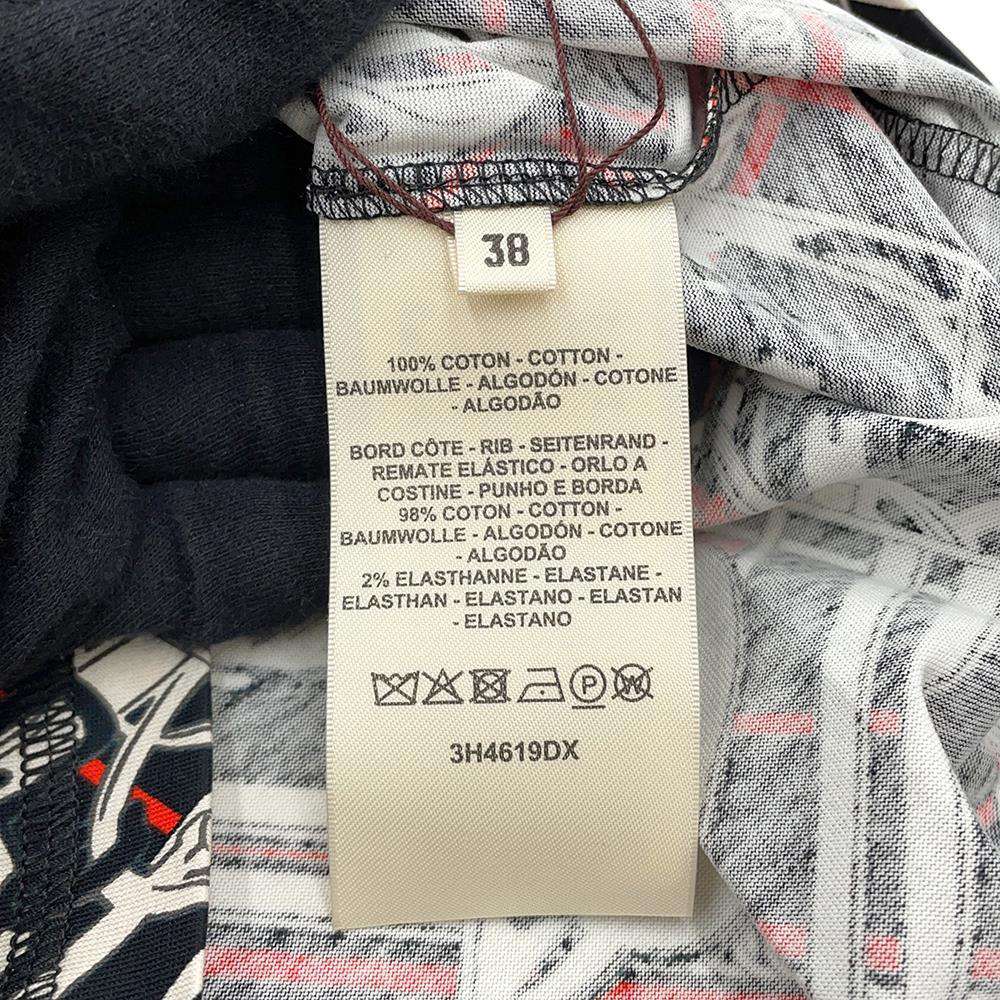 38
100% COTON - COTTON -
BAUMWOLLE - ALGODÓN - COTONE
- ALGODÃO
BORD CÔTE - RIB - SEITENRAND -
REMATE ELÁSTICO - ORLO A
COSTINE - PUNHO E BORDA
98% COTON - COTTON -
BAUMWOLLE - ALGODÓN - COTONE
- ALGODÃO
2% ELASTHANNE - ELASTANE -
ELASTHAN - ELASTANO - ELASTAN
- ELASTANO
P W
3H4619DX